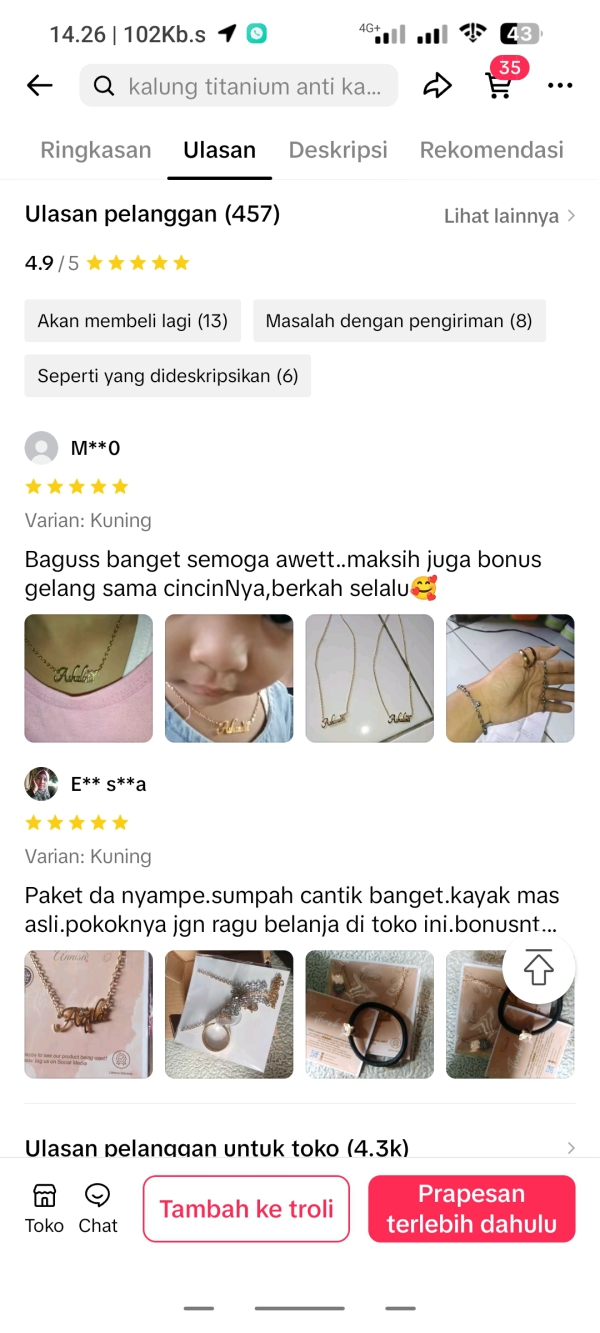 14.26 | 102Kb.s
4G+
43
kalung titanium anti ka...
35
Ringkasan
Ulasan
Deskripsi
Rekomendasi
Ulasan pelanggan (457)
Lihat lainnya
4.9 / 5
Akan membeli lagi (13)
Masalah dengan pengiriman (8)
Seperti yang dideskripsikan (6)
M**0
Varian: Kuning
Baguss banget semoga awett..maksih juga bonus
gelang sama cincinNya,berkah selalu🥰
E** s**a
Varian: Kuning
Paket da nyampe.sumpah cantik banget.kayak mas
asli.pokoknya jgn ragu belanja di toko ini.bonusnt...
Ulasan pelanggan untuk toko (4.3k)
Toko
Chat
Tambah ke troli
Prapesan
terlebih dahulu